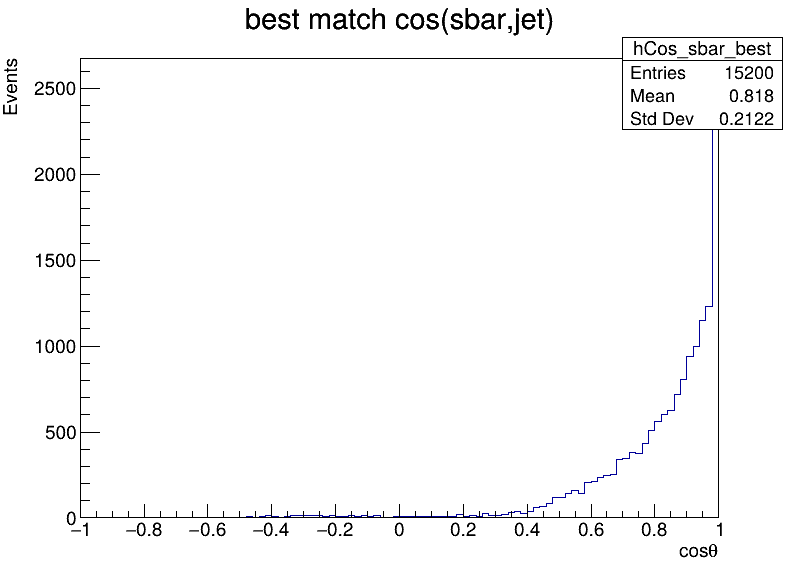 best match cos(sbar,jet)
hCos_sbar_best
Entries 15200
Mean 0.818
Std Dev 0.2122
Events
2500
2000
1500
1000
500
0
−1 −0.8 −0.6 −0.4 −0.2 0 0.2 0.4 0.6 0.8 1
cosθ